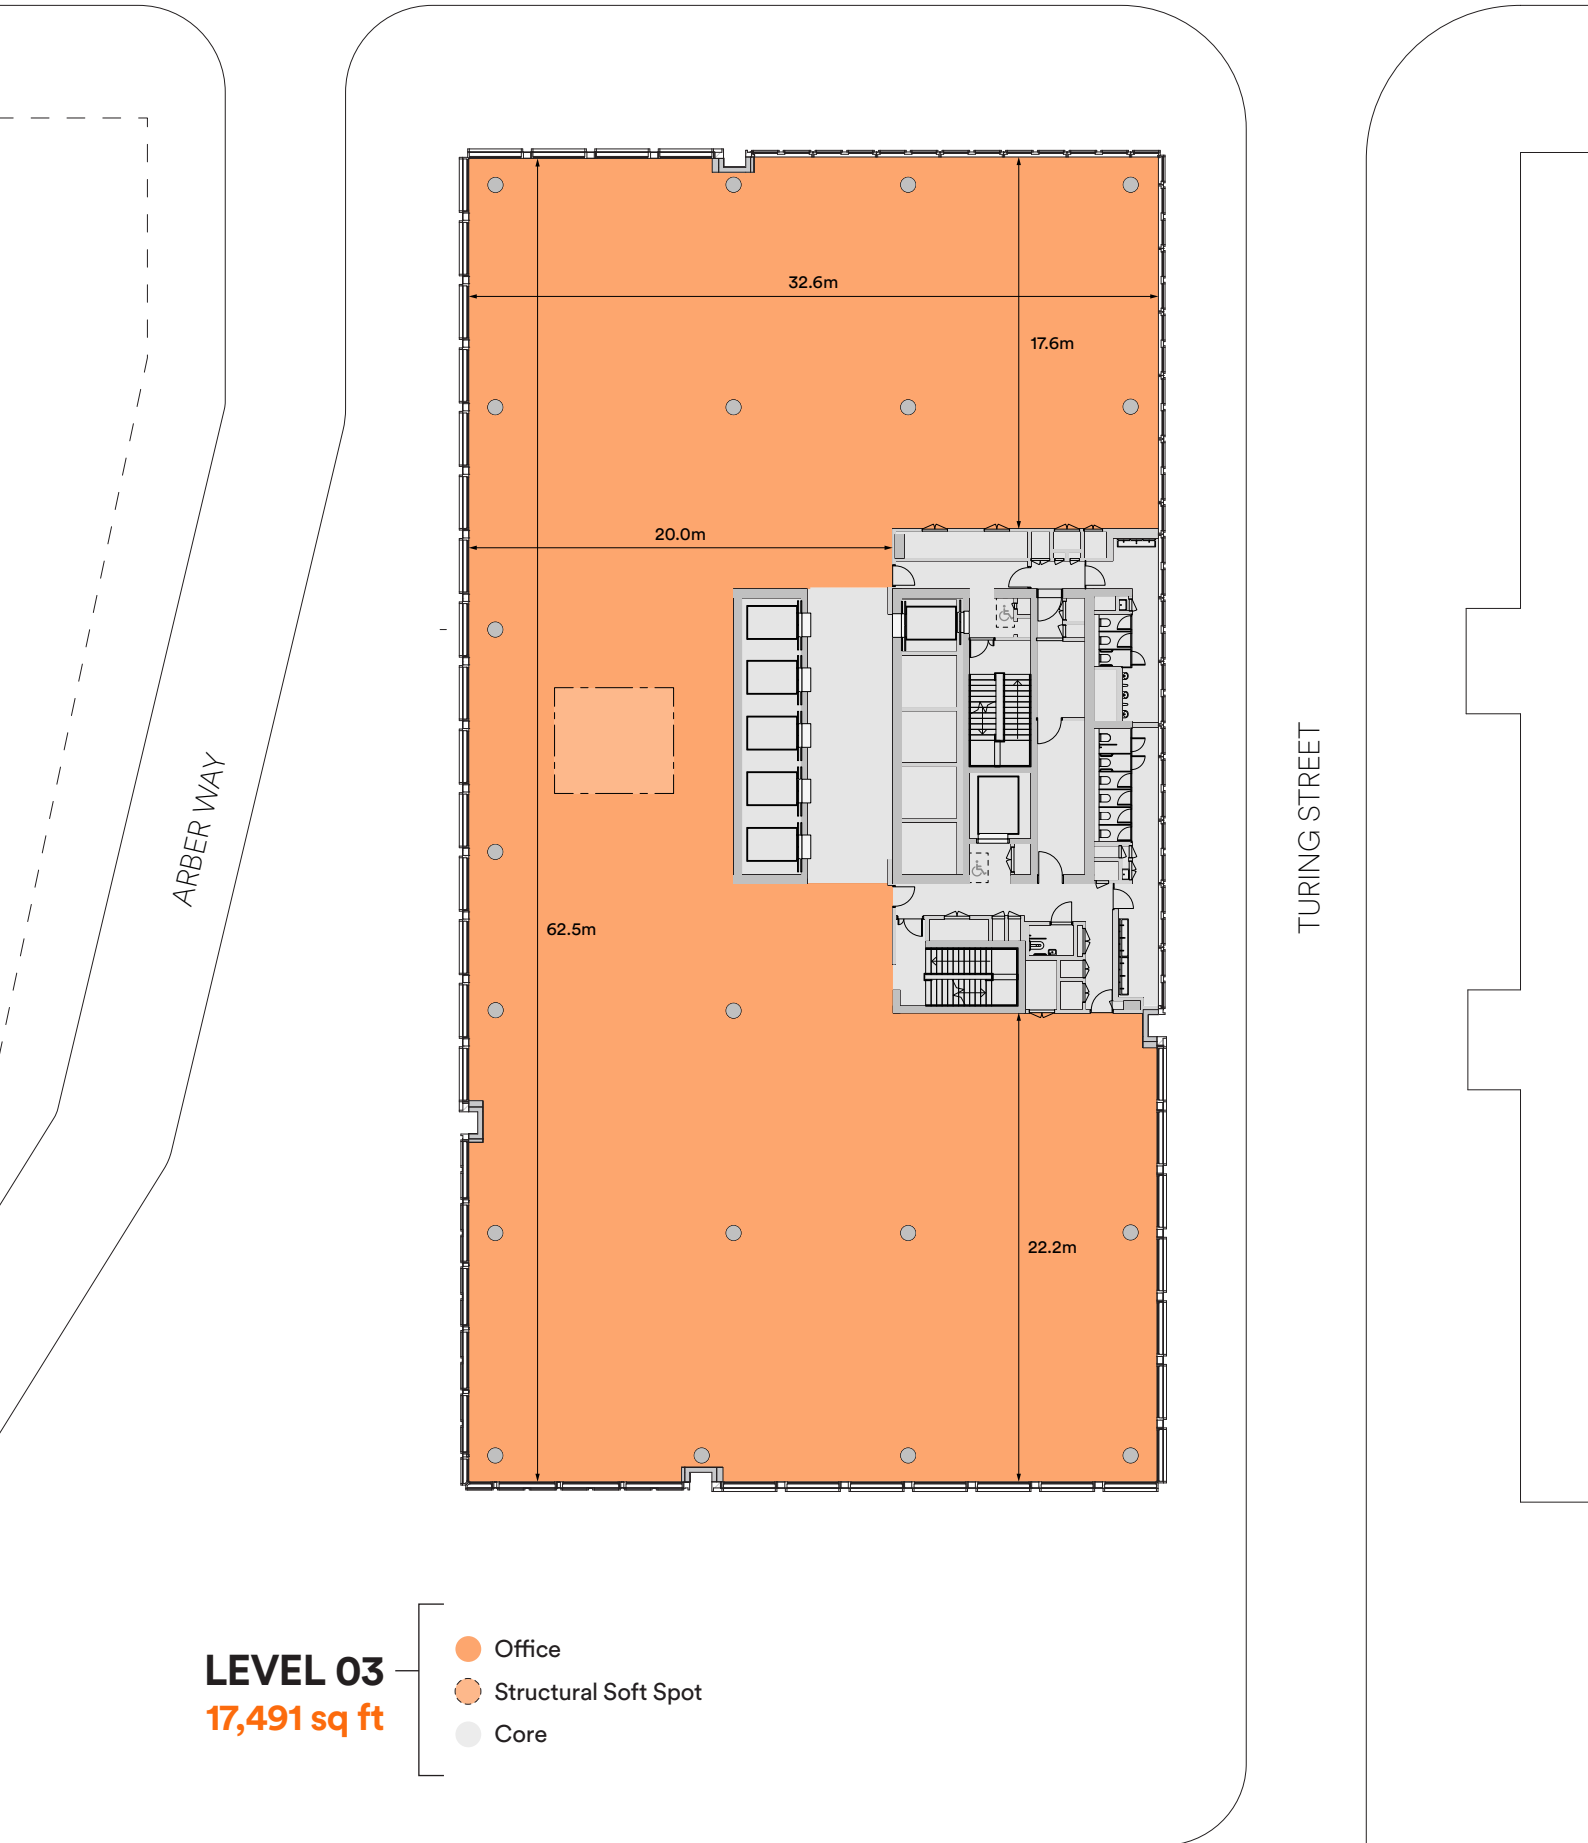 32.6m
17.6m
20.0m
ARBER WAY
TURING STREET
62.5m
22.2m
LEVEL 03
17,491 sq ft
Office
Structural Soft Spot
Core